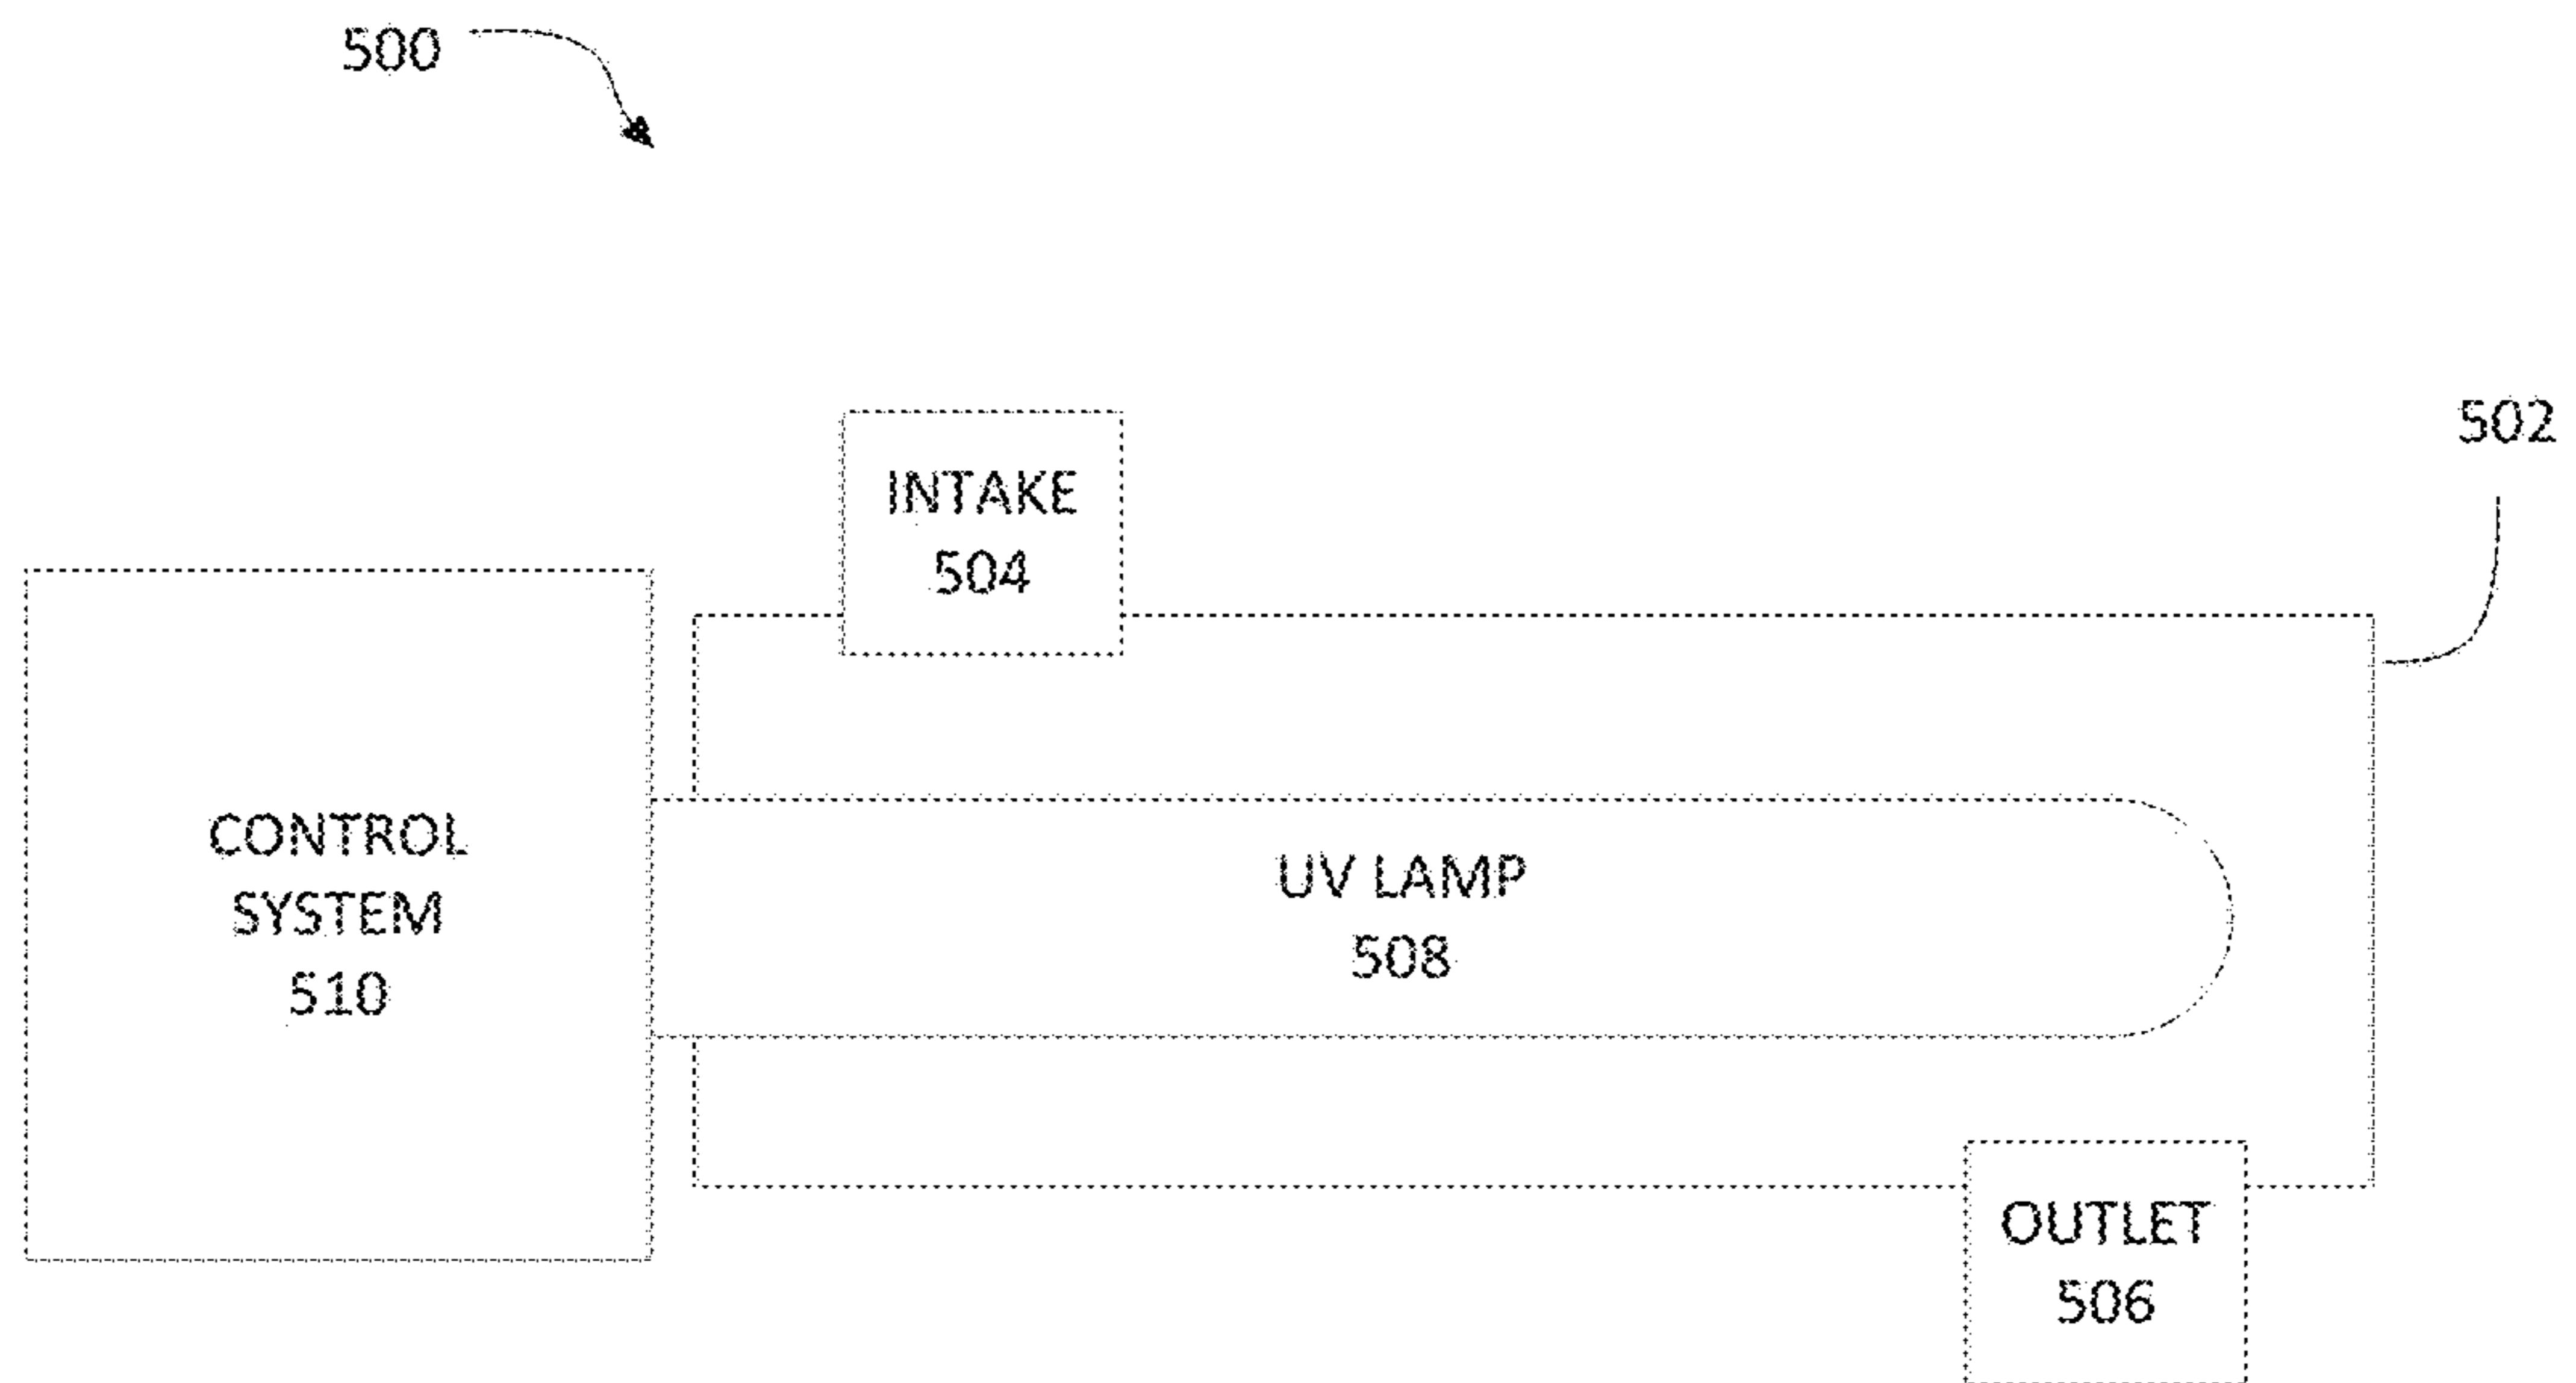 500
502
INTAKE
504
CONTROL
SYSTEM
510
UV LAMP
508
OUTLET
506